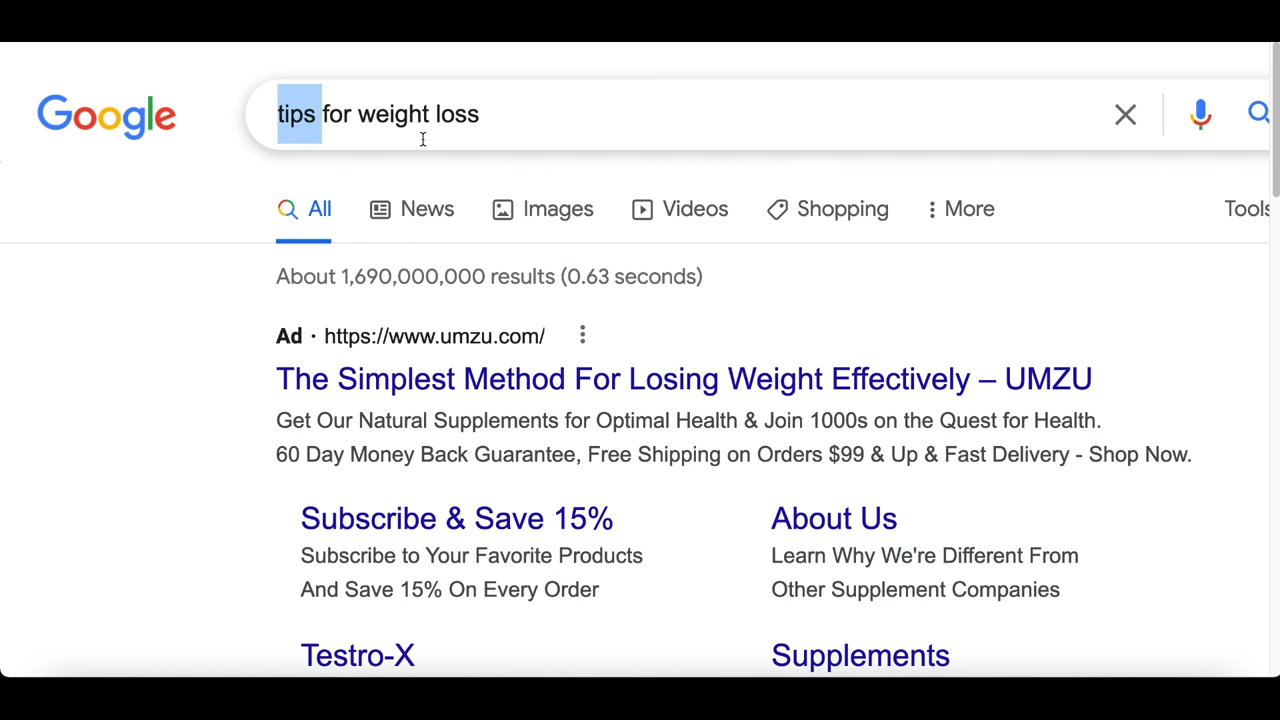 Google
tips for weight loss
All News Images Videos Shopping More Tools
About 1,690,000,000 results (0.63 seconds)
Ad · https://www.umzu.com/
The Simplest Method For Losing Weight Effectively – UMZU
Get Our Natural Supplements for Optimal Health & Join 1000s on the Quest for Health.
60 Day Money Back Guarantee, Free Shipping on Orders $99 & Up & Fast Delivery - Shop Now.
Subscribe & Save 15%
Subscribe to Your Favorite Products
And Save 15% On Every Order
About Us
Learn Why We're Different From
Other Supplement Companies
Testro-X
Supplements